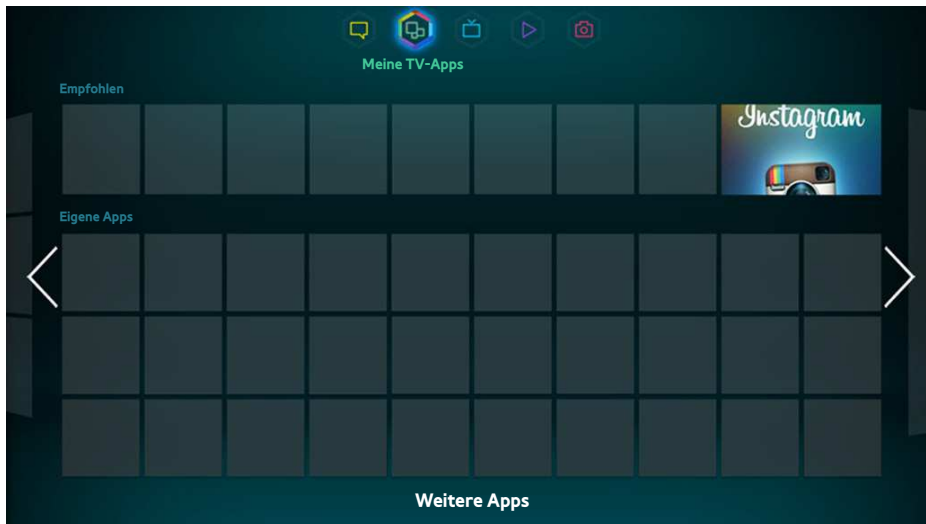 Meine TV-Apps
Empfohlen
Instagram
Eigene Apps
Weitere Apps